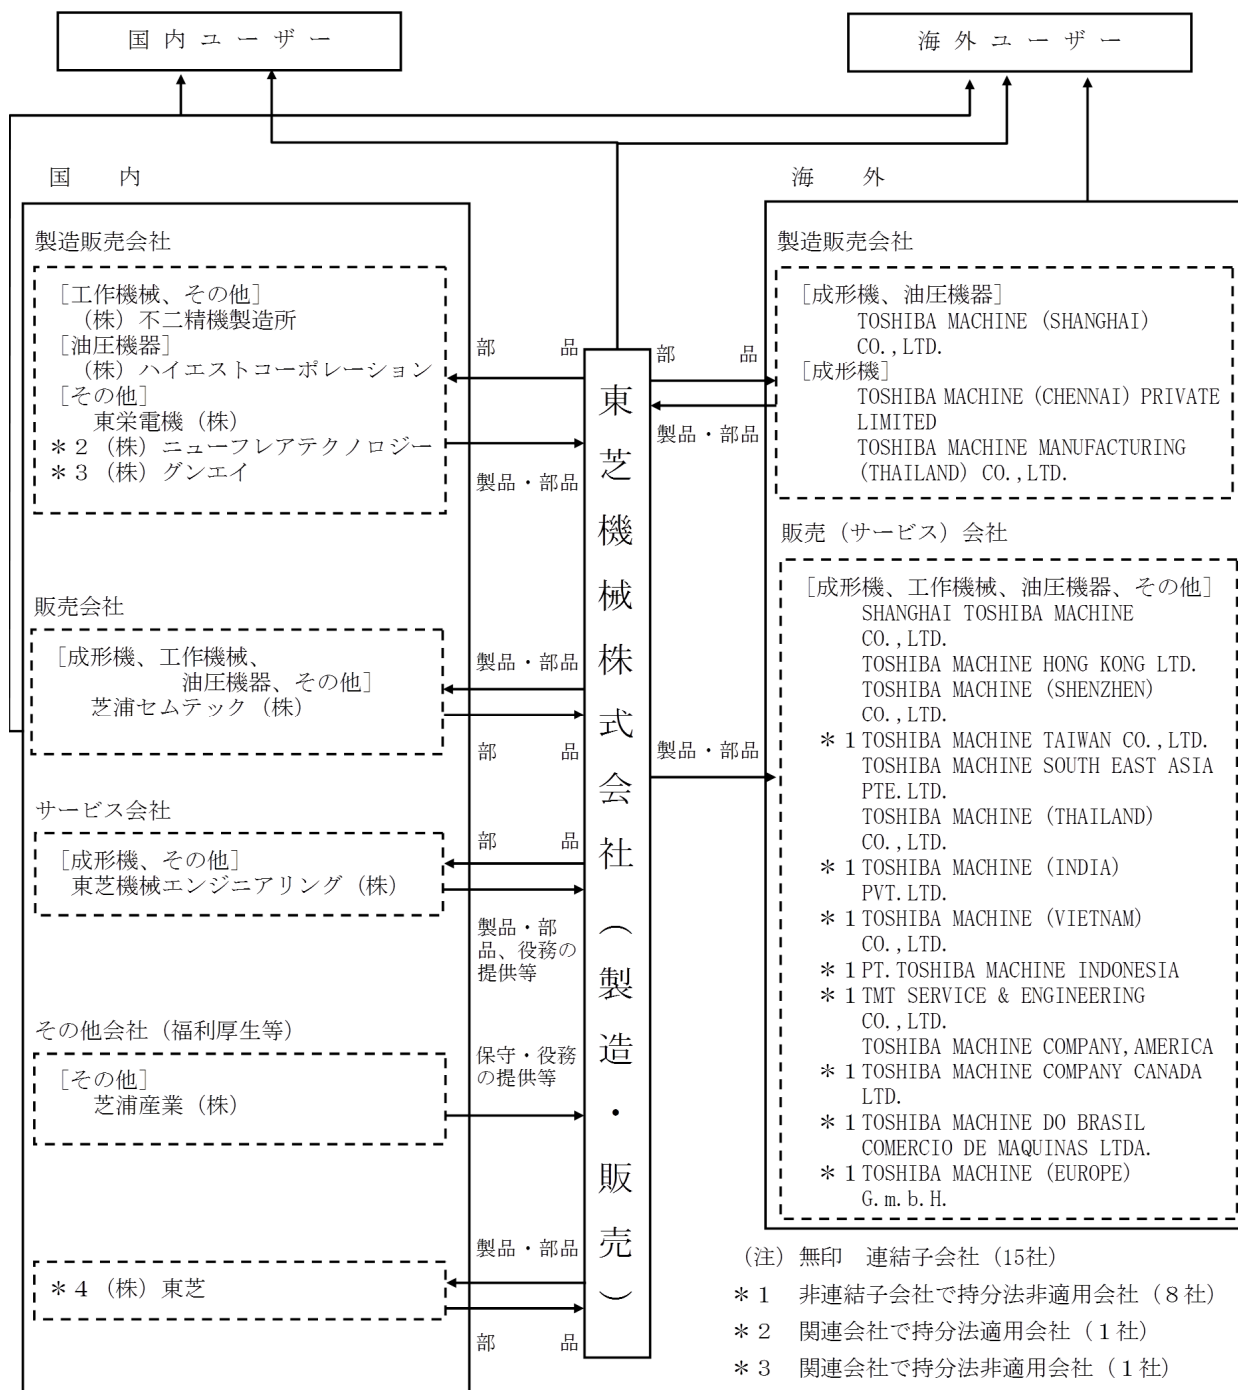 国内ユーザー
海外ユーザー
国　内
製造販売会社
［工作機械、その他］
（株）不二精機製造所
［油圧機器］
（株）ハイエストコーポレーション
［その他］
東栄電機（株）
＊２（株）ニューフレアテクノロジー
＊３（株）グンエイ
部　品
製品・部品
販売会社
［成形機、工作機械、
油圧機器、その他］
芝浦セムテック（株）
製品・部品
部　品
サービス会社
［成形機、その他］
東芝機械エンジニアリング（株）
部　品
製品・部
品、役務の
提供等
その他会社（福利厚生等）
［その他］
芝浦産業（株）
保守・役務
の提供等
＊４（株）東芝
製品・部品
部　品
東芝機械株式会社（製造・販売）
海　外
部　品
製品・部品
製造販売会社
［成形機、油圧機器］
TOSHIBA MACHINE (SHANGHAI)
CO.,LTD.
［成形機］
TOSHIBA MACHINE (CHENNAI) PRIVATE
LIMITED
TOSHIBA MACHINE MANUFACTURING
(THAILAND) CO.,LTD.
販売（サービス）会社
製品・部品
［成形機、工作機械、油圧機器、その他］
SHANGHAI TOSHIBA MACHINE
CO.,LTD.
TOSHIBA MACHINE HONG KONG LTD.
TOSHIBA MACHINE (SHENZHEN)
CO.,LTD.
＊１TOSHIBA MACHINE TAIWAN CO.,LTD.
TOSHIBA MACHINE SOUTH EAST ASIA
PTE.LTD.
TOSHIBA MACHINE (THAILAND)
CO.,LTD.
＊１TOSHIBA MACHINE (INDIA)
PVT.LTD.
＊１TOSHIBA MACHINE (VIETNAM)
CO.,LTD.
＊１PT.TOSHIBA MACHINE INDONESIA
＊１TMT SERVICE & ENGINEERING
CO.,LTD.
TOSHIBA MACHINE COMPANY,AMERICA
＊１TOSHIBA MACHINE COMPANY CANADA
LTD.
＊１TOSHIBA MACHINE DO BRASIL
COMERCIO DE MAQUINAS LTDA.
＊１TOSHIBA MACHINE (EUROPE)
G.m.b.H.
（注）無印　連結子会社（15社）
＊１　非連結子会社で持分法非適用会社（８社）
＊２　関連会社で持分法適用会社（１社）
＊３　関連会社で持分法非適用会社（１社）